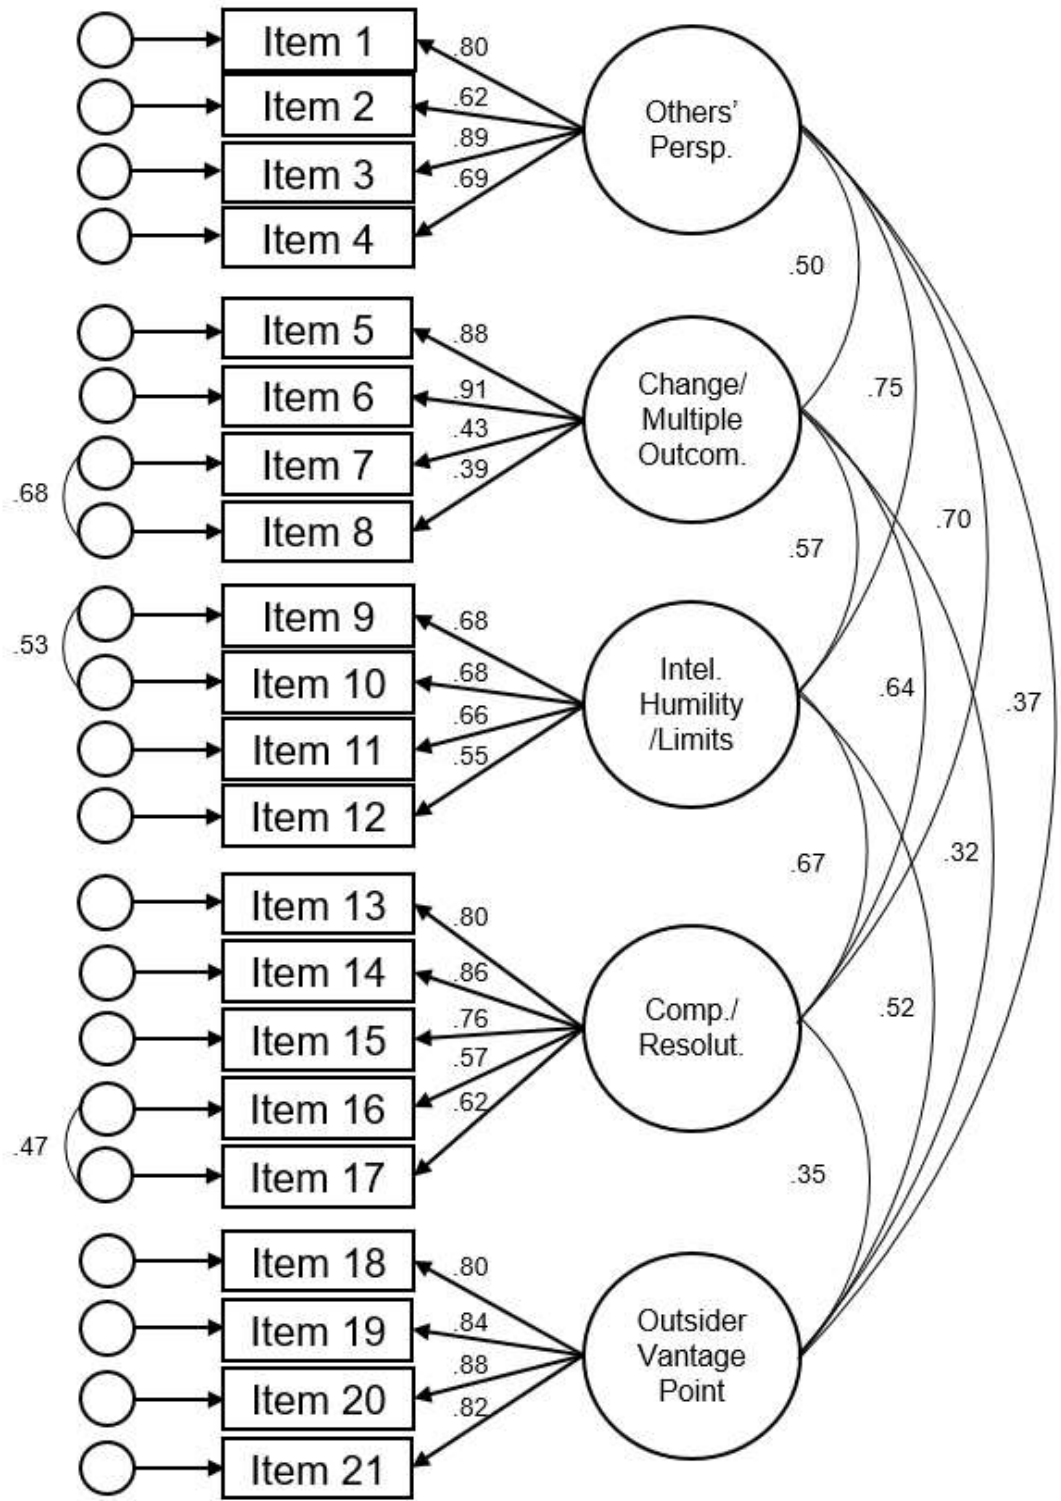 Item 1
.80
Item 2
.62
Item 3
.89
Item 4
.69
Others'
Persp.
.50
Item 5
.88
Item 6
.91
Item 7
.43
Item 8
.39
.68
Change/
Multiple
Outcom.
.75
.70
.57
Item 9
.68
Item 10
.68
Item 11
.66
Item 12
.55
.53
Intel.
Humility
/Limits
.64
.37
.67
.32
Item 13
.80
Item 14
.86
Item 15
.76
Item 16
.57
Item 17
.62
.47
Comp./
Resolut.
.52
.35
Item 18
.80
Item 19
.84
Item 20
.88
Item 21
.82
Outsider
Vantage
Point